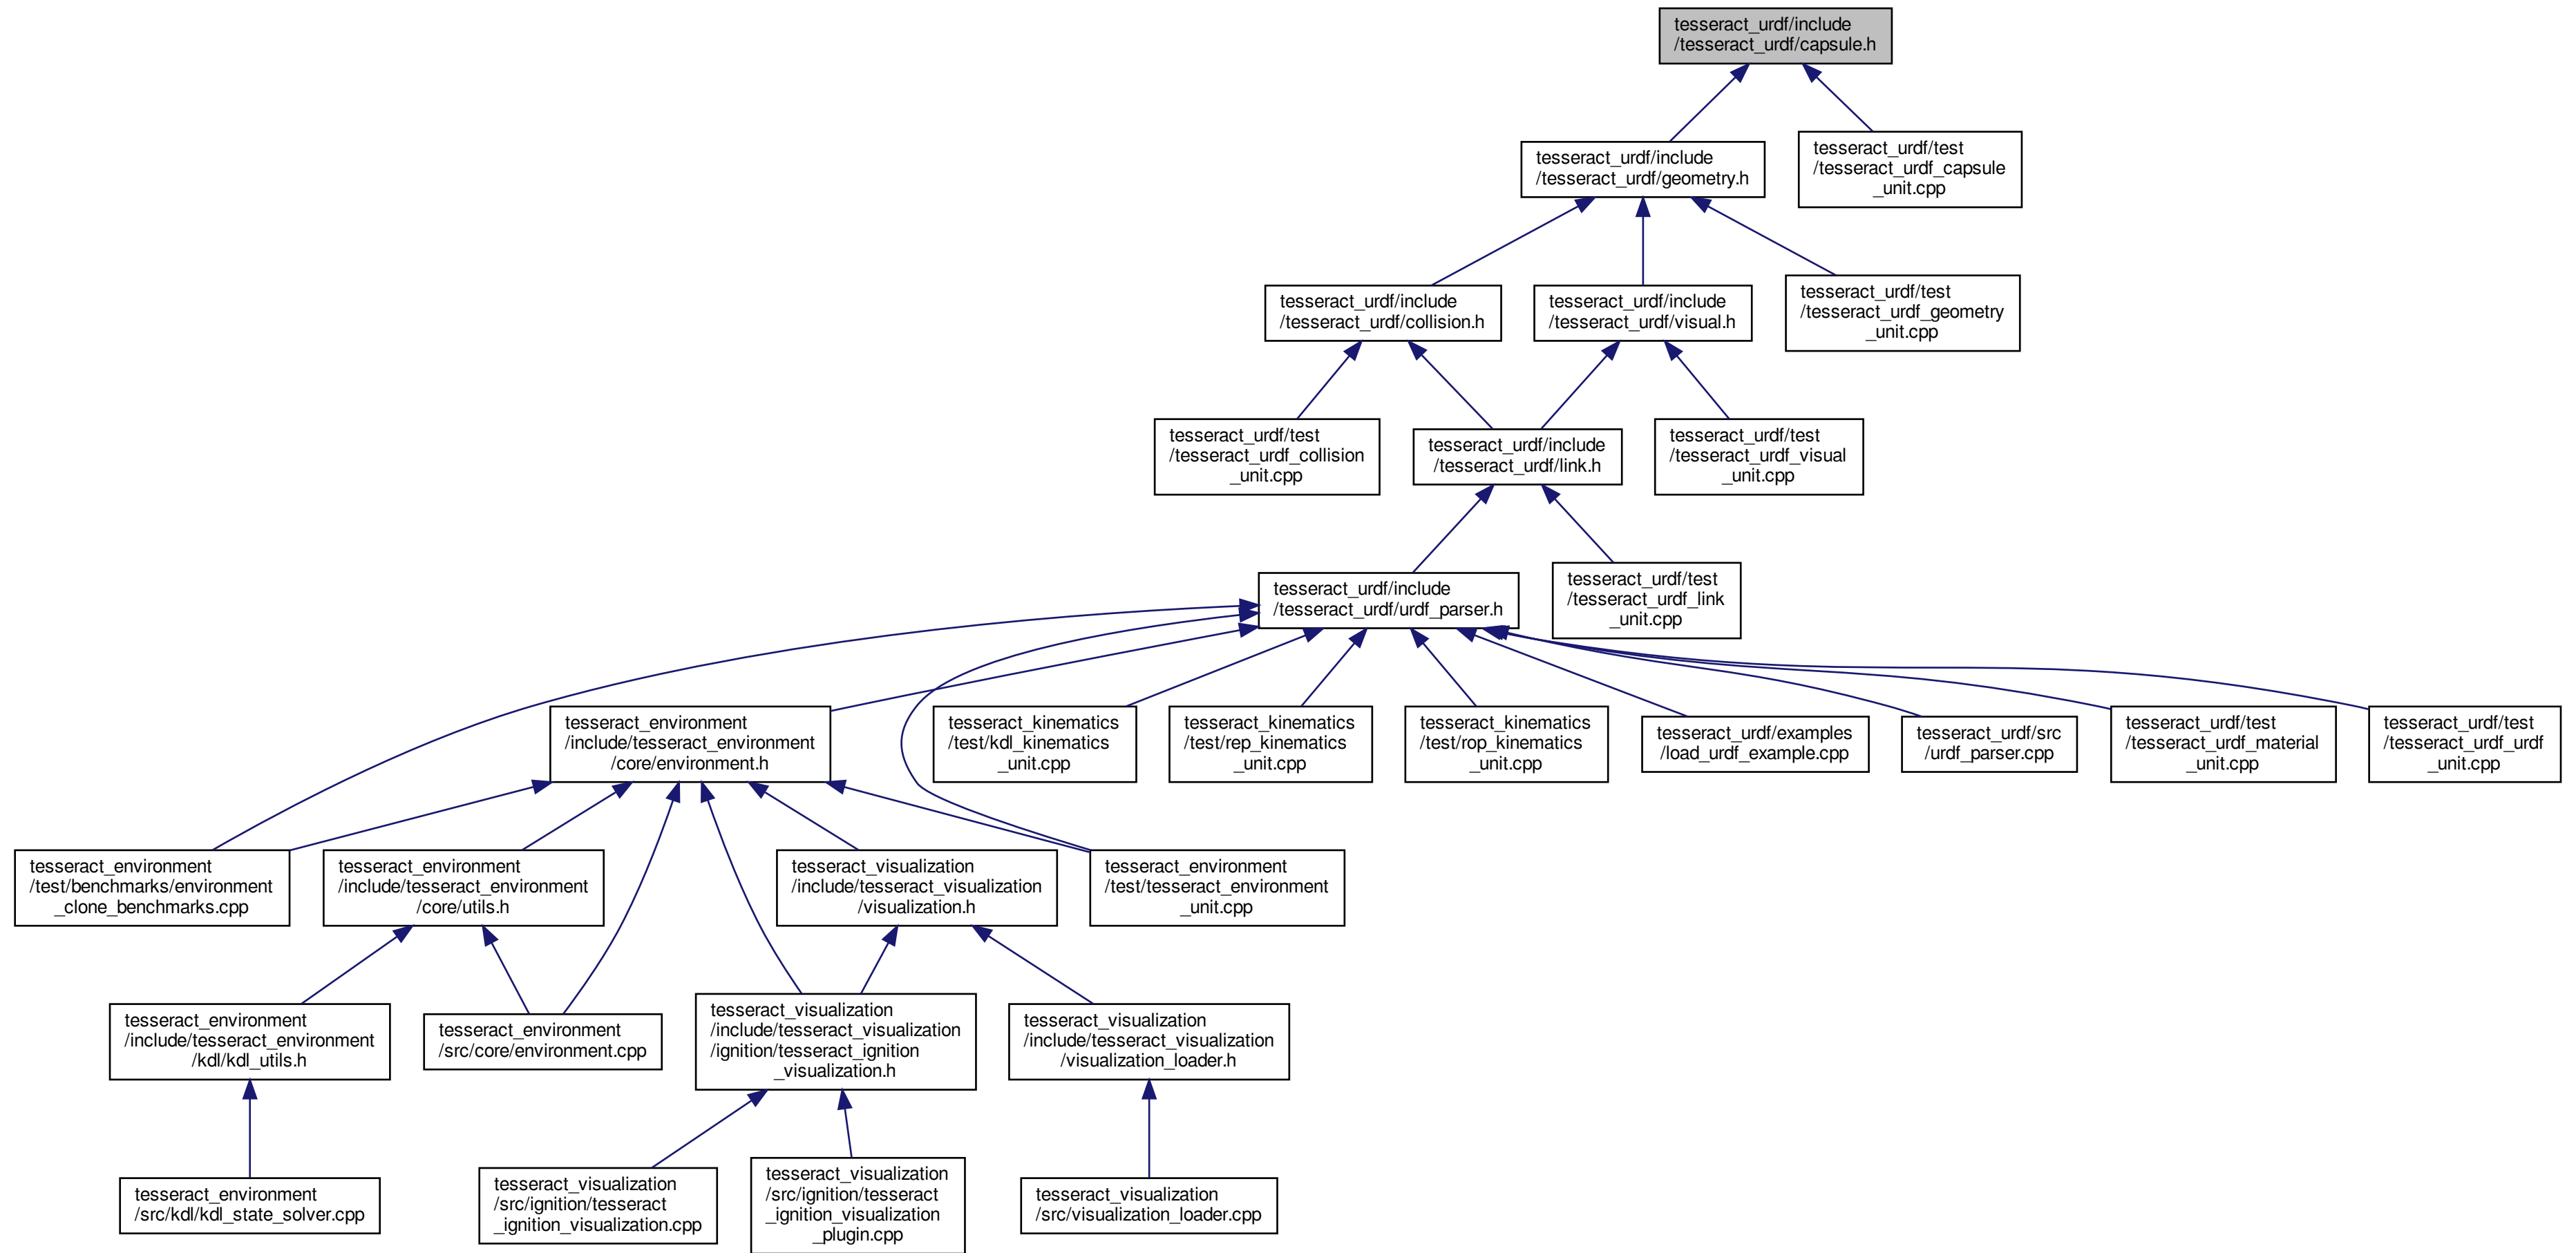 tesseract_urdf/include
/tesseract_urdf/capsule.h
tesseract_urdf/include
/tesseract_urdf/geometry.h
tesseract_urdf/test
/tesseract_urdf_capsule
_unit.cpp
tesseract_urdf/include
/tesseract_urdf/collision.h
tesseract_urdf/include
/tesseract_urdf/visual.h
tesseract_urdf/test
/tesseract_urdf_geometry
_unit.cpp
tesseract_urdf/test
/tesseract_urdf_collision
_unit.cpp
tesseract_urdf/include
/tesseract_urdf/link.h
tesseract_urdf/test
/tesseract_urdf_visual
_unit.cpp
tesseract_urdf/include
/tesseract_urdf/urdf_parser.h
tesseract_urdf/test
/tesseract_urdf_link
_unit.cpp
tesseract_environment
/include/tesseract_environment
/core/environment.h
tesseract_kinematics
/test/kdl_kinematics
_unit.cpp
tesseract_kinematics
/test/rep_kinematics
_unit.cpp
tesseract_kinematics
/test/rop_kinematics
_unit.cpp
tesseract_urdf/examples
/load_urdf_example.cpp
tesseract_urdf/src
/urdf_parser.cpp
tesseract_urdf/test
/tesseract_urdf_material
_unit.cpp
tesseract_urdf/test
/tesseract_urdf_urdf
_unit.cpp
tesseract_environment
/test/benchmarks/environment
_clone_benchmarks.cpp
tesseract_environment
/include/tesseract_environment
/core/utils.h
tesseract_visualization
/include/tesseract_visualization
/visualization.h
tesseract_environment
/test/tesseract_environment
_unit.cpp
tesseract_environment
/include/tesseract_environment
/kdl/kdl_utils.h
tesseract_environment
/src/core/environment.cpp
tesseract_visualization
/include/tesseract_visualization
/ignition/tesseract_ignition
_visualization.h
tesseract_visualization
/include/tesseract_visualization
/visualization_loader.h
tesseract_environment
/src/kdl/kdl_state_solver.cpp
tesseract_visualization
/src/ignition/tesseract
_ignition_visualization.cpp
tesseract_visualization
/src/ignition/tesseract
_ignition_visualization
_plugin.cpp
tesseract_visualization
/src/visualization_loader.cpp